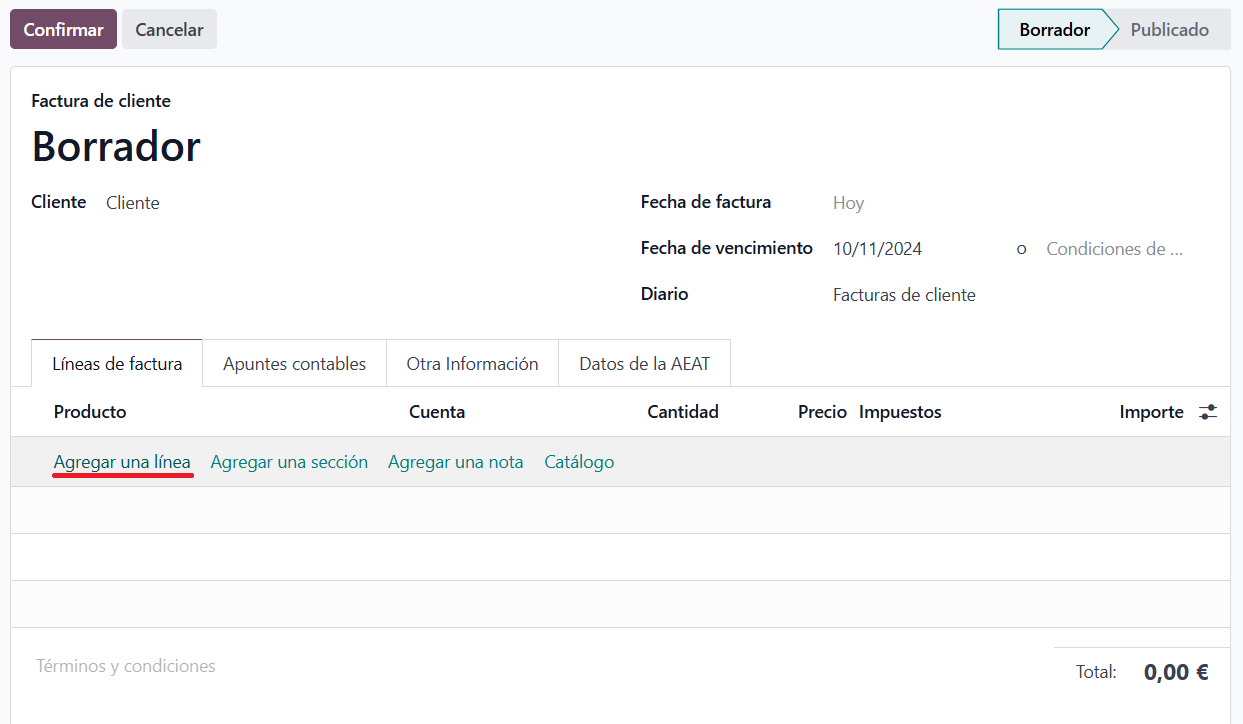 Confirmar Cancelar Borrador Publicado
Factura de cliente
Borrador
Cliente Cliente Fecha de factura Hoy
Fecha de vencimiento 10/11/2024 o Condiciones de ...
Diario Facturas de cliente
Líneas de factura Apuntes contables Otra Información Datos de la AEAT
Producto Cuenta Cantidad Precio Impuestos Importe
Agregar una línea Agregar una sección Agregar una nota Catálogo
Términos y condiciones Total: 0,00 €